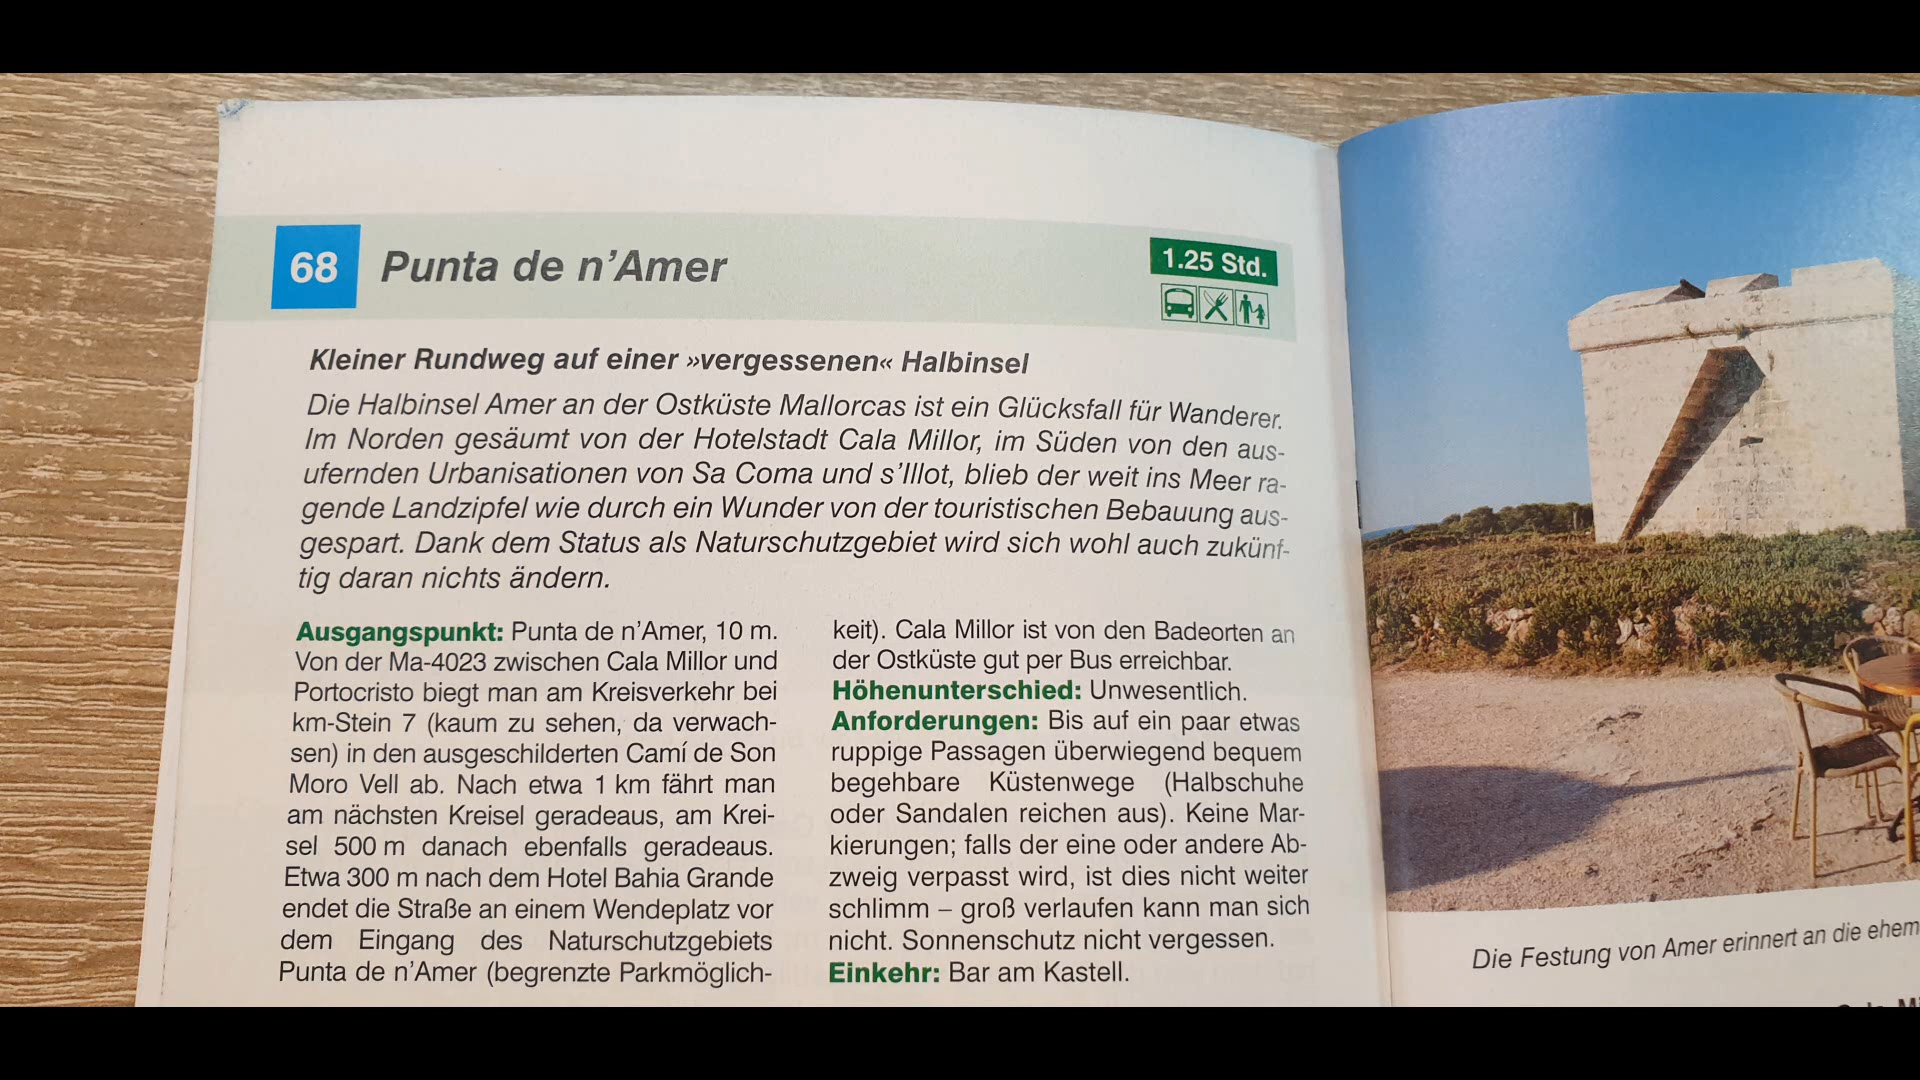 68 Punta de n’Amer
1.25 Std.
Kleiner Rundweg auf einer »vergessenen« Halbinsel
Die Halbinsel Amer an der Ostküste Mallorcas ist ein Glücksfall für Wanderer.
Im Norden gesäumt von der Hotelstadt Cala Millor, im Süden von den aus-
ufernden Urbanisationen von Sa Coma und s’Illot, blieb der weit ins Meer ra-
gende Landzipfel wie durch ein Wunder von der touristischen Bebauung aus-
gespart. Dank dem Status als Naturschutzgebiet wird sich wohl auch zukünf-
tig daran nichts ändern.
Ausgangspunkt: Punta de n’Amer, 10 m.
Von der Ma-4023 zwischen Cala Millor und
Portocristo biegt man am Kreisverkehr bei
km-Stein 7 (kaum zu sehen, da verwach-
sen) in den ausgeschilderten Camí de Son
Moro Vell ab. Nach etwa 1 km fährt man
am nächsten Kreisel geradeaus, am Krei-
sel 500 m danach ebenfalls geradeaus.
Etwa 300 m nach dem Hotel Bahia Grande
endet die Straße an einem Wendeplatz vor
dem Eingang des Naturschutzgebiets
Punta de n’Amer (begrenzte Parkmöglich-
keit). Cala Millor ist von den Badeorten an
der Ostküste gut per Bus erreichbar.
Höhenunterschied: Unwesentlich.
Anforderungen: Bis auf ein paar etwas
ruppige Passagen überwiegend bequem
begehbare Küstenwege (Halbschuhe
oder Sandalen reichen aus). Keine Mar-
kierungen; falls der eine oder andere Ab-
zweig verpasst wird, ist dies nicht weiter
schlimm – groß verlaufen kann man sich
nicht. Sonnenschutz nicht vergessen.
Einkehr: Bar am Kastell.
Die Festung von Amer erinnert an die ehem